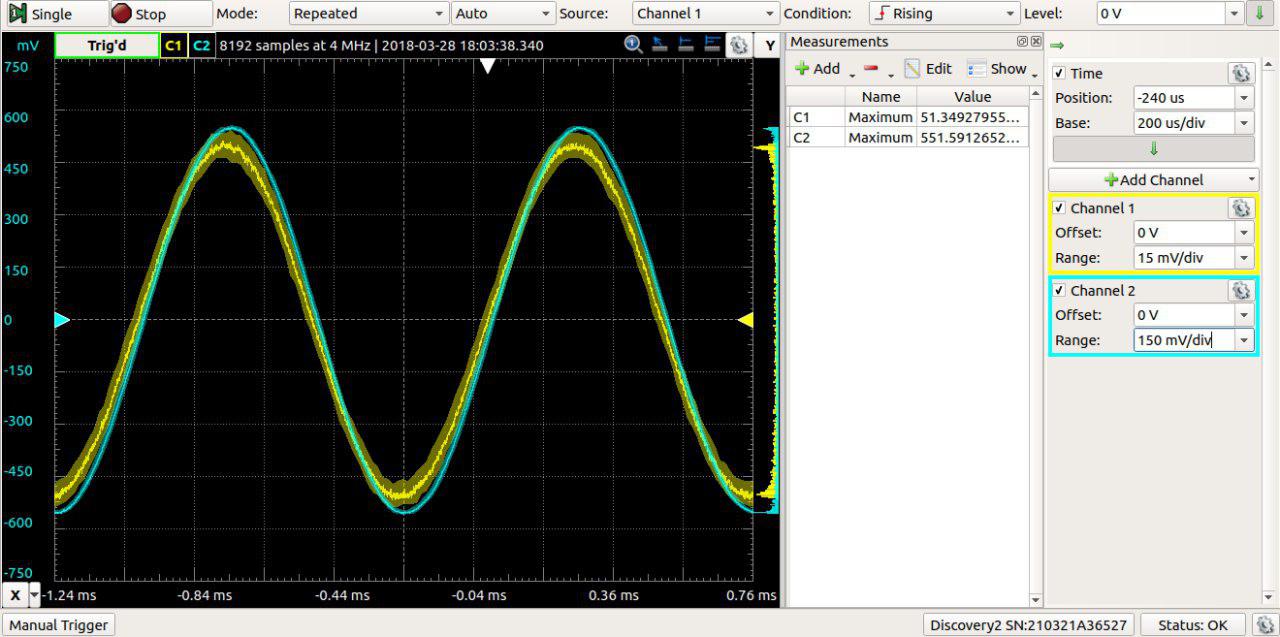 Single Stop Mode: Repeated Auto Source: Channel 1 Condition: Rising Level: 0 V
mV Trig'd C1 C2 8192 samples at 4 MHz | 2018-03-28 18:03:38.340 Y
Measurements
Add Edit Show
Name Value
C1 Maximum 51.34927955...
C2 Maximum 551.5912652...
750
600
450
300
150
0
-150
-300
-450
-600
-750
X -1.24 ms -0.84 ms -0.44 ms -0.04 ms 0.36 ms 0.76 ms
Time
Position: -240 us
Base: 200 us/div
Add Channel
Channel 1
Offset: 0 V
Range: 15 mV/div
Channel 2
Offset: 0 V
Range: 150 mV/div
Manual Trigger Discovery2 SN:210321A36527 Status: OK